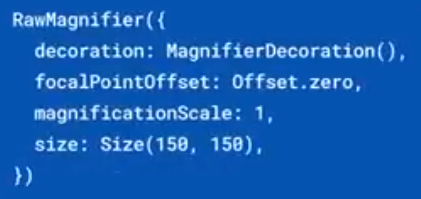 RawMagnifier({
decoration: MagnifierDecoration(),
focalPointOffset: Offset.zero,
magnificationScale: 1,
size: Size(150, 150),
})